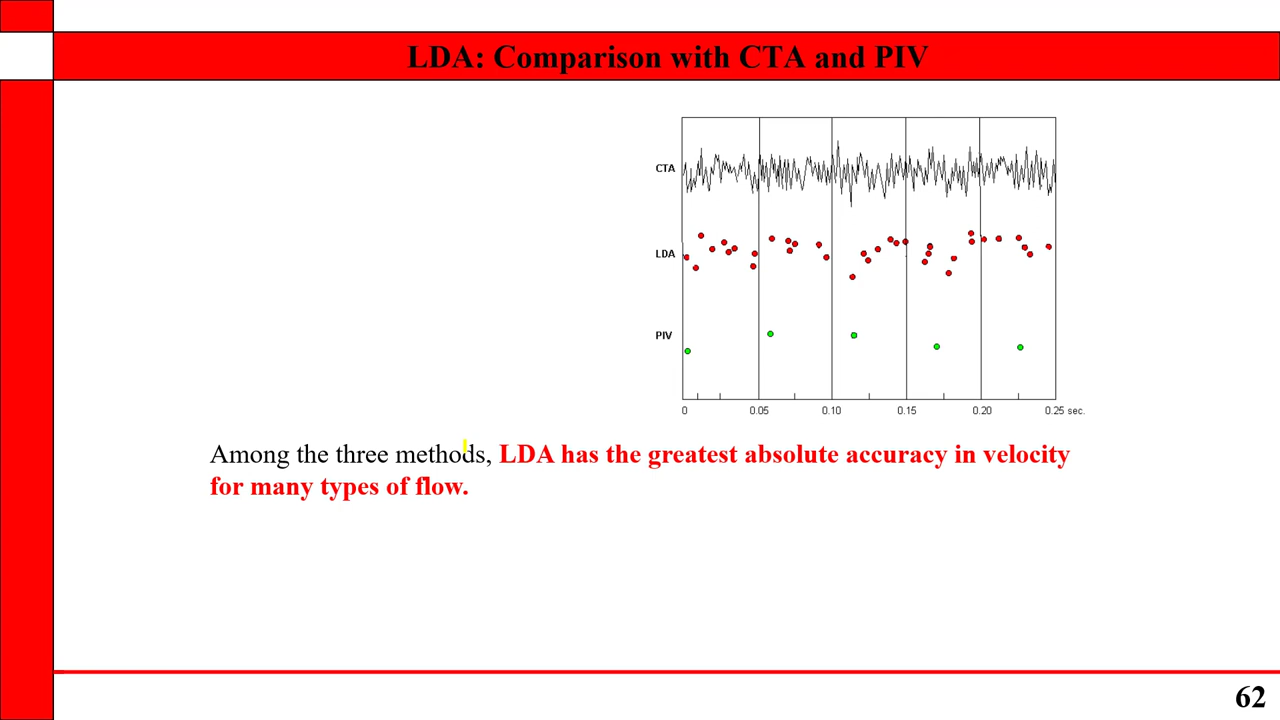 LDA: Comparison with CTA and PIV
CTA
LDA
PIV
0 0.05 0.10 0.15 0.20 0.25 sec.
Among the three methods, LDA has the greatest absolute accuracy in velocity
for many types of flow.
62